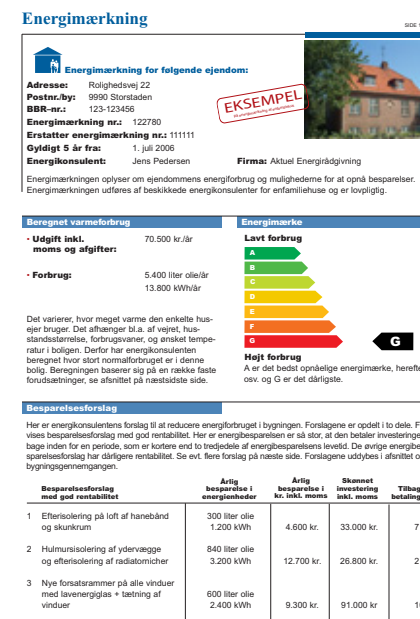 Energimærkning
SIDE
Energimærkning for følgende ejendom:
Adresse: Rolighedsvej 22
Postnr./by: 9990 Storstaden
BBR-nr.: 123-123456
Energimærkning nr.: 122780
Erstatter energimærkning nr.: 111111
Gyldigt 5 år fra: 1. juli 2006
Energikonsulent: Jens Pedersen Firma: Aktuel Energirådgivning
EKSEMPEL
Energimærkningen oplyser om ejendommens energiforbrug og mulighederne for at opnå besparelser.
Energimærkningen udføres af beskikkede energikonsulenter for enfamiliehuse og er lovpligtig.
Beregnet varmeforbrug
• Udgift inkl. moms og afgifter: 70.500 kr./år
• Forbrug: 5.400 liter olie/år
13.800 kWh/år
Det varierer, hvor meget varme den enkelte hus-
ejer bruger. Det afhænger bl.a. af vejret, hus-
standsstørrelse, forbrugsvaner, og ønsket tempe-
ratur i boligen. Derfor har energikonsulenten
beregnet hvor stort normalforbruget er i denne
bolig. Beregningen baserer sig på en række faste
forudsætninger, se afsnittet på næstsidste side.
Energimærke
Lavt forbrug
A
B
C
D
E
F
G
G
Højt forbrug
A er det bedst opnåelige energimærke, herefte
osv. og G er det dårligste.
Besparelsesforslag
Her er energikonsulentens forslag til at reducere energiforbruget i bygningen. Forslagene er opdelt i to dele. F
vises besparelsesforslag med god rentabilitet. Her er energibesparelsen er så stor, at den betaler investeringe
bage inden for en periode, som er kortere end to tredjedele af energibesparelsens levetid. De øvrige energibe
sparelsesforslag har dårligere rentabilitet. Se evt. flere forslag på næste side. Forslagene uddybes i afsnittet o
bygningsgennemgangen.
Besparelsesforslag med god rentabilitet
Årlig besparelse i energienheder
Årlig besparelse i kr. inkl. moms
Skønnet investering inkl. moms
Tilbag
betaling
1 Efterisolering på loft af hanebånd 300 liter olie
og skunkrum 1.200 kWh 4.600 kr. 33.000 kr. 7
2 Hulmursisolering af ydervægge 840 liter olie
og efterisolering af radiatornicher 3.200 kWh 12.700 kr. 26.800 kr. 2
3 Nye forsatsrammer på alle vinduer
med lavenergiglas + tætning af 600 liter olie
vinduer 2.400 kWh 9.300 kr. 91.000 kr 1